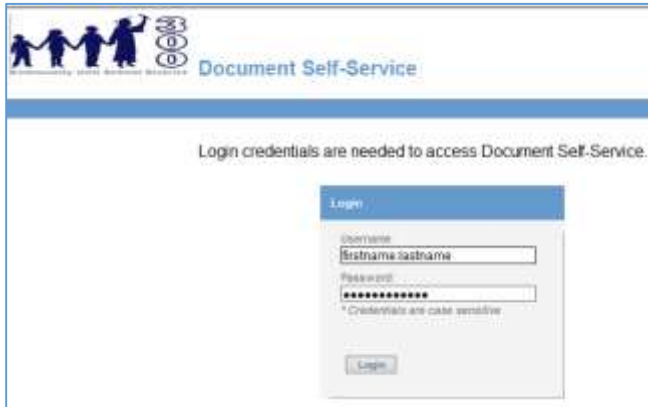 300
Document Self-Service
Login credentials are needed to access Document Self-Service.
Login
Username
firstname.lastname
Password
••••••••••••
* Credentials are case sensitive
Login